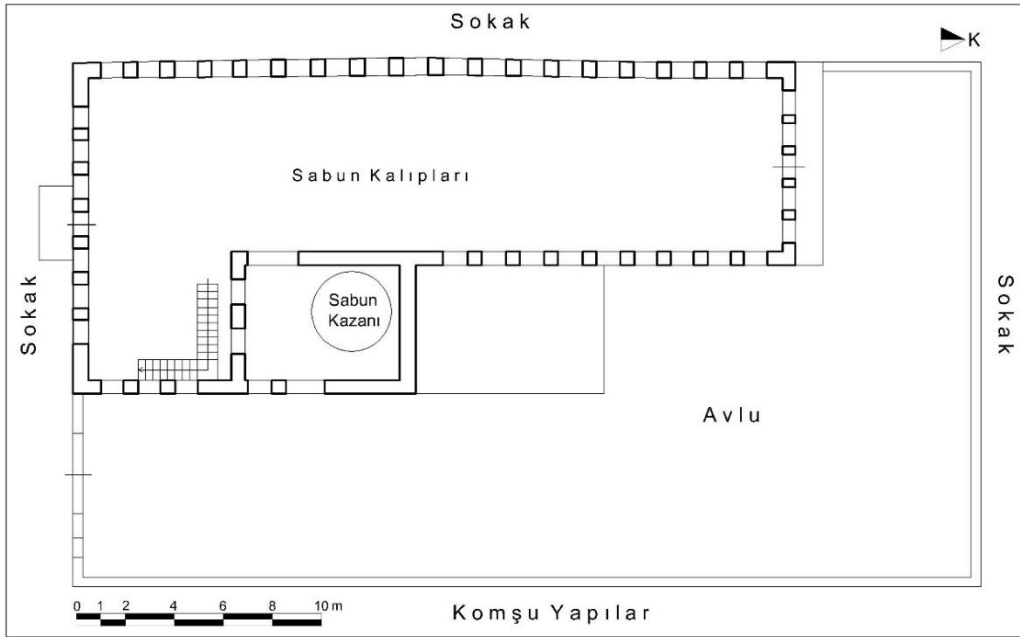 Sokak
K
Sabun Kalıpları
Sokak
Sabun
Kazanı
Sokak
Avlu
0 1 2 4 6 8 10 m
Komşu Yapılar